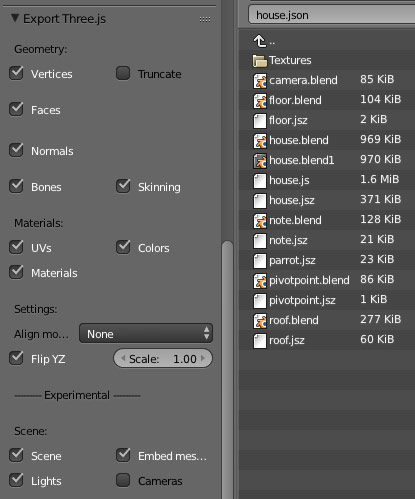 Export Three.js
Geometry:
Vertices
Truncate
Faces
Normals
Bones
Skinning
Materials:
UVs
Colors
Materials
Settings:
Align mo...
None
Flip YZ
Scale: 1.00
Experimental
Scene:
Scene
Embed mes...
Lights
Cameras
house.json
..
Textures
camera.blend 85 KiB
floor.blend 104 KiB
floor.jsz 2 KiB
house.blend 969 KiB
house.blend1 970 KiB
house.js 1.6 MiB
house.jsz 371 KiB
note.blend 128 KiB
note.jsz 21 KiB
parrot.jsz 23 KiB
pivotpoint.blend 86 KiB
pivotpoint.jsz 1 KiB
roof.blend 277 KiB
roof.jsz 60 KiB